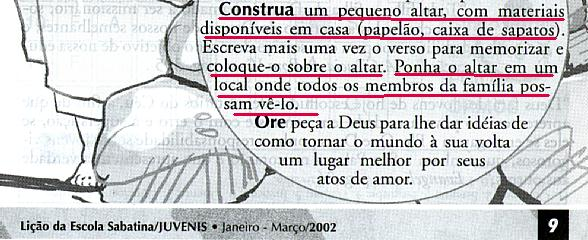 Construa um pequeno altar, com materiais
disponíveis em casa (papelão, caixa de sapatos).
Escreva mais uma vez o verso para memorizar e
coloque-o sobre o altar. Ponha o altar em um
local onde todos os membros da família pos-
sam vê-lo.
Ore peça a Deus para lhe dar idéias de
como tornar o mundo à sua volta
um lugar melhor por seus
atos de amor.
Lição da Escola Sabatina/JUVENIS • Janeiro - Março/2002 9